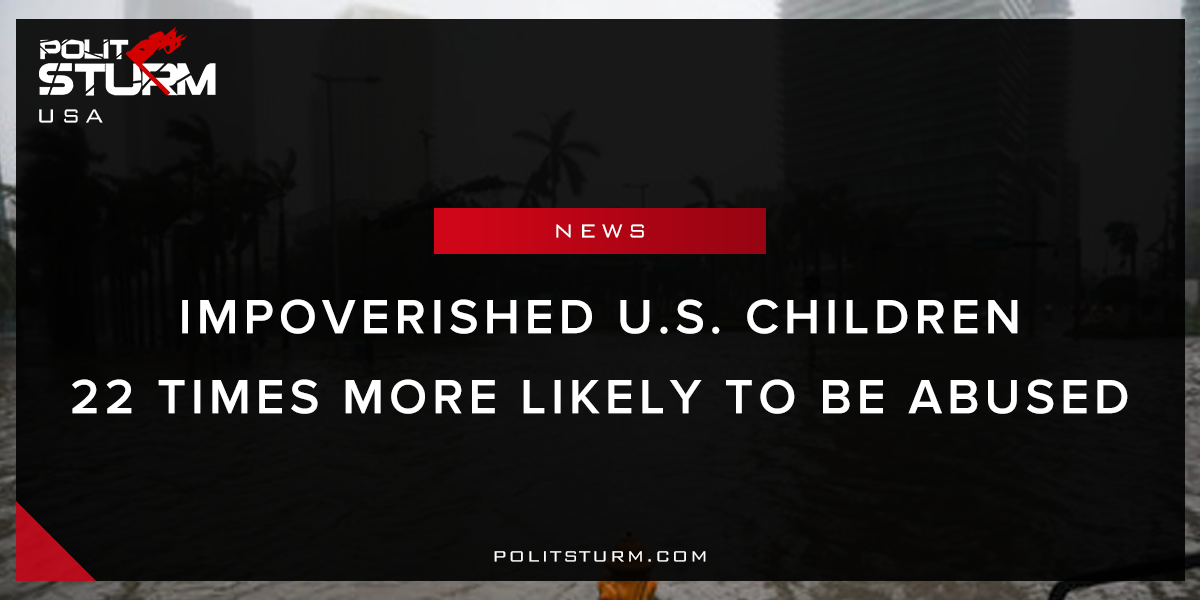 POLIT
STURM
USA
NEWS
IMPOVERISHED U.S. CHILDREN
22 TIMES MORE LIKELY TO BE ABUSED
POLITSTURM.COM